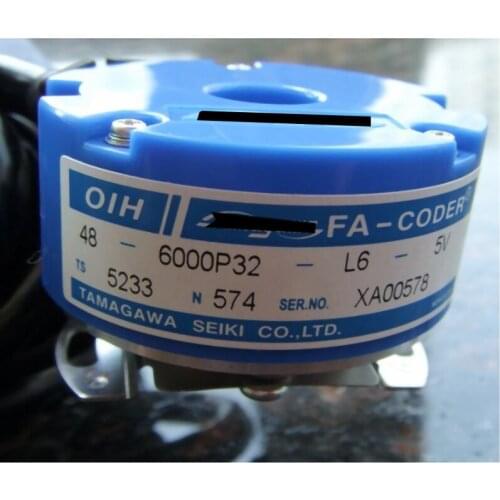 OIH FA-CODER®
48 - 6000P32 - L6 - 5V
TS 5233 N 574 SER.NO. XA00578
TAMAGAWA SEIKI CO.,LTD.